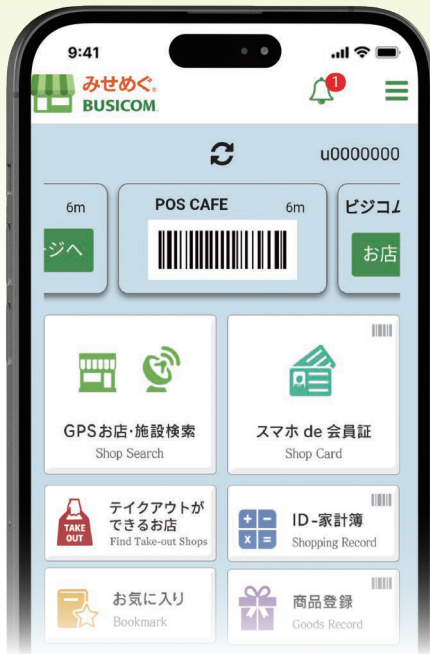 9:41
みせめぐ.
BUSICOM.
1
u0000000
6m
ージへ
POS CAFE 6m
ビジコム
お店
GPSお店・施設検索
Shop Search
スマホ de 会員証
Shop Card
TAKE OUT
テイクアウトが
できるお店
Find Take-out Shops
ID-家計簿
Shopping Record
お気に入り
Bookmark
商品登録
Goods Record